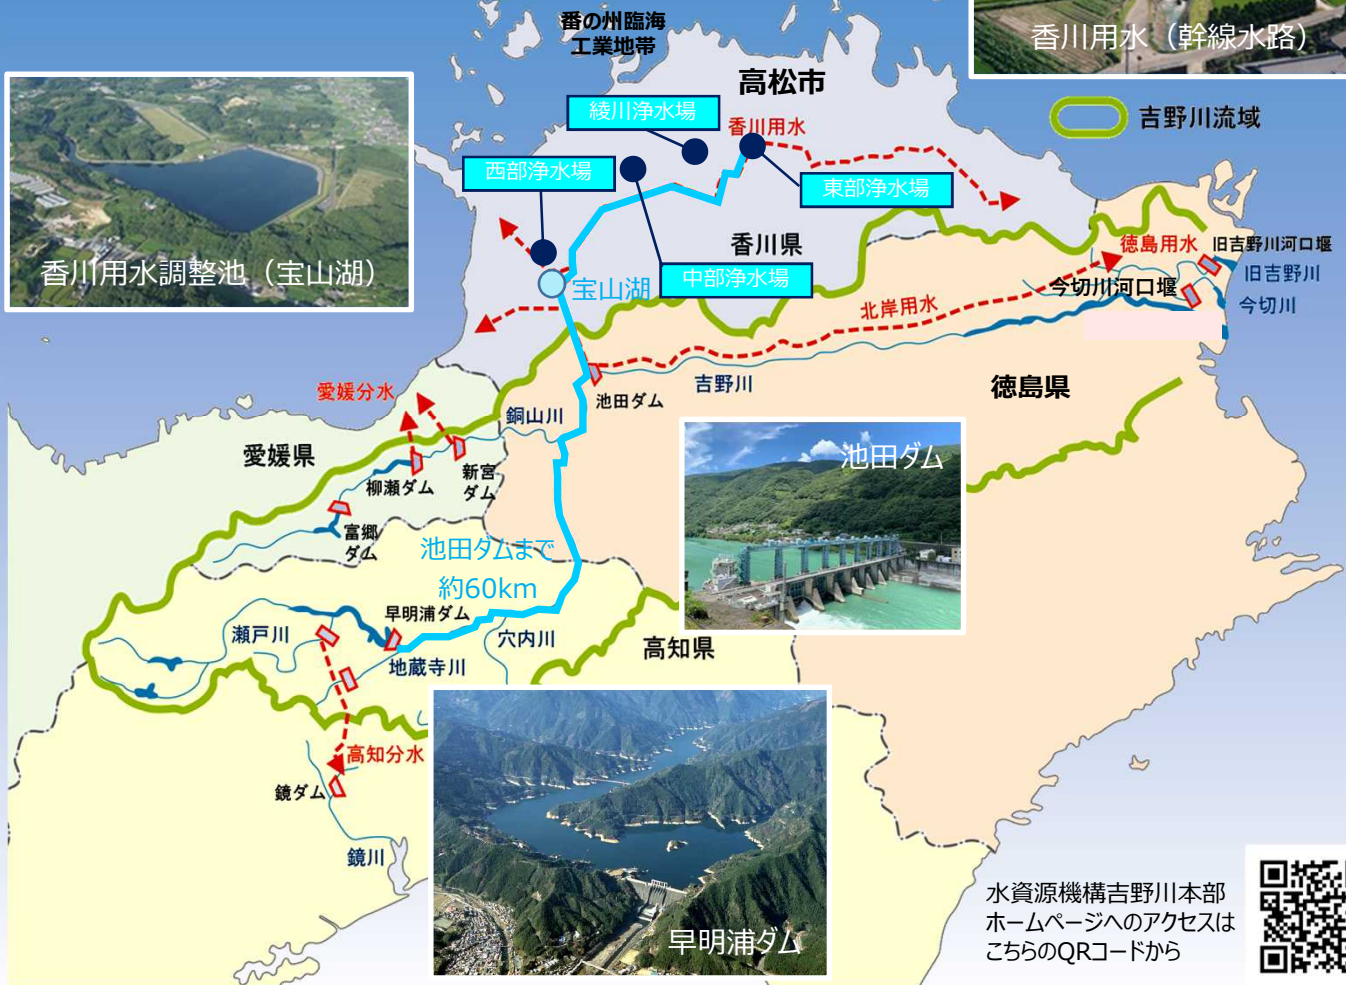 番の州臨海
工業地帯
香川用水（幹線水路）
高松市
吉野川流域
綾川浄水場
香川用水
西部浄水場
東部浄水場
香川県
中部浄水場
宝山湖
香川用水調整池（宝山湖）
徳島用水
旧吉野川河口堰
旧吉野川
今切川河口堰
今切川
北岸用水
吉野川
池田ダム
徳島県
愛媛分水
銅山川
愛媛県
柳瀬ダム
新宮
ダム
富郷
ダム
池田ダム
池田ダムまで
約60km
早明浦ダム
瀬戸川
地蔵寺川
穴内川
高知県
高知分水
鏡ダム
鏡川
早明浦ダム
水資源機構吉野川本部
ホームページへのアクセスは
こちらのQRコードから